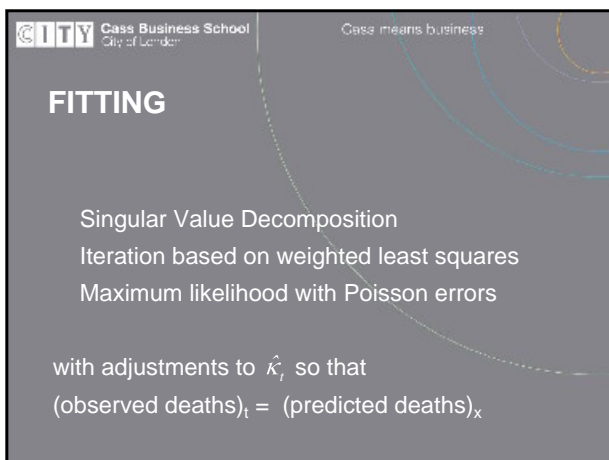 CITY Cass Business School
City of London
Cass means business
FITTING
Singular Value Decomposition
Iteration based on weighted least squares
Maximum likelihood with Poisson errors
with adjustments to κ̂ₜ so that
(observed deaths)ₜ = (predicted deaths)ₓ